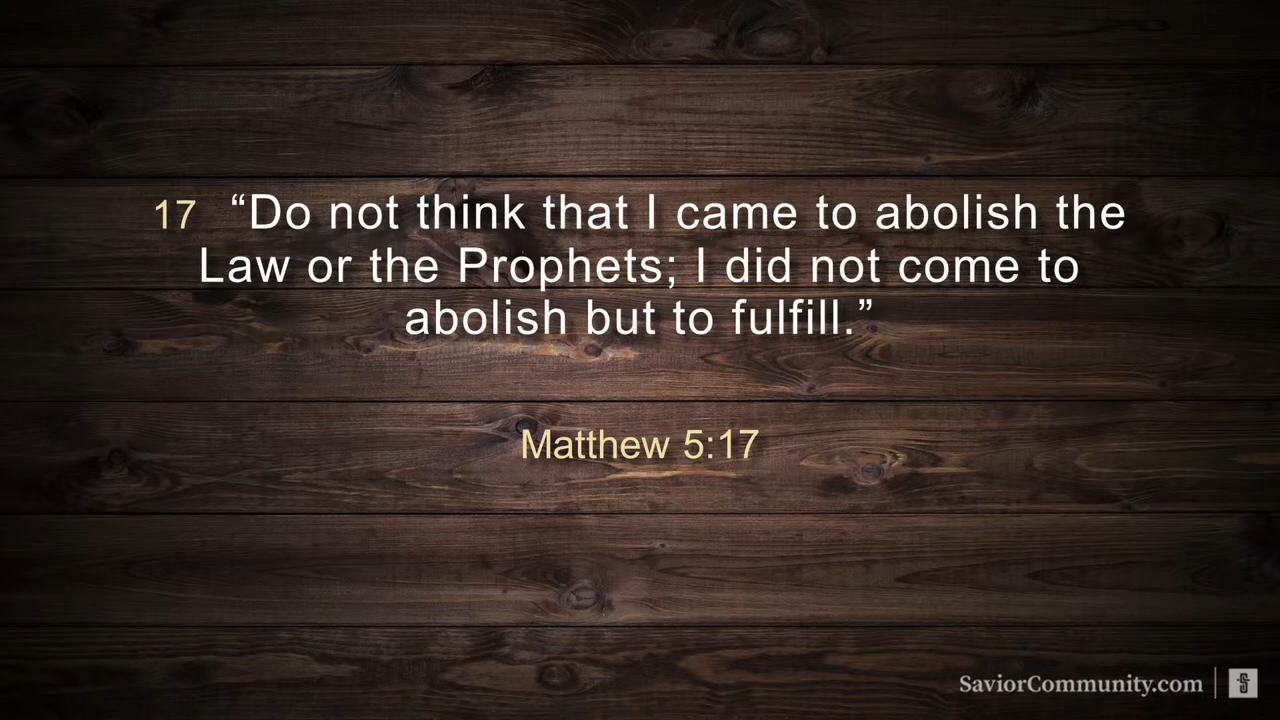 17 “Do not think that I came to abolish the
Law or the Prophets; I did not come to
abolish but to fulfill.”
Matthew 5:17
SaviorCommunity.com